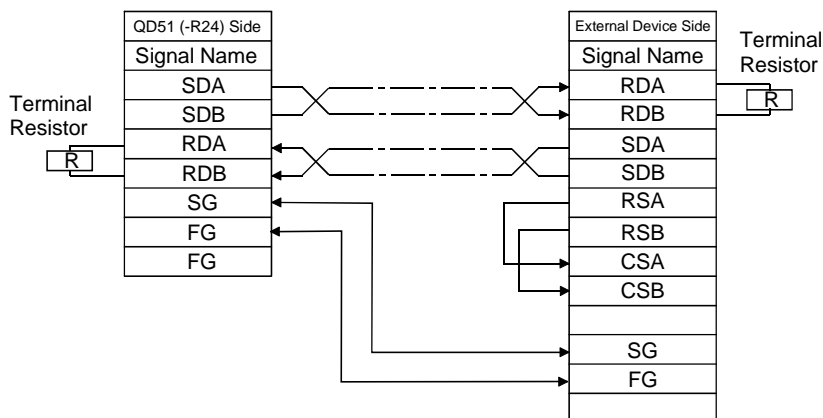 QD51 (-R24) Side
Signal Name
SDA
SDB
RDA
RDB
SG
FG
FG
Terminal
Resistor
R
External Device Side
Signal Name
RDA
RDB
SDA
SDB
RSA
RSB
CSA
CSB
SG
FG
Terminal
Resistor
R